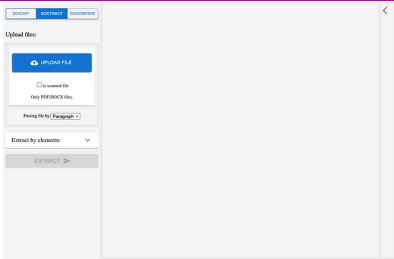 DOCHAT DOCTRACT DOCOMPARE
Upload files:
UPLOAD FILE
is scanned file
Only PDF/DOCX files.
Parsing file by Paragraph
Extract by elements:
EXTRACT